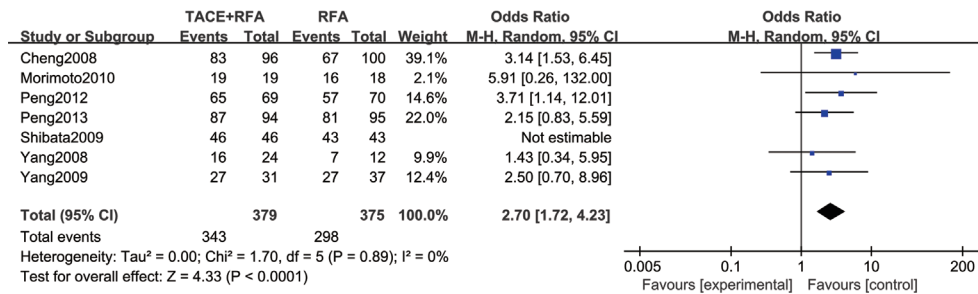 TACE+RFA RFA Odds Ratio Odds Ratio
Study or Subgroup Events Total Events Total Weight M-H. Random. 95% CI M-H. Random. 95% CI
Cheng2008 83 96 67 100 39.1% 3.14 [1.53, 6.45]
Morimoto2010 19 19 16 18 2.1% 5.91 [0.26, 132.00]
Peng2012 65 69 57 70 14.6% 3.71 [1.14, 12.01]
Peng2013 87 94 81 95 22.0% 2.15 [0.83, 5.59]
Shibata2009 46 46 43 43 Not estimable
Yang2008 16 24 7 12 9.9% 1.43 [0.34, 5.95]
Yang2009 27 31 27 37 12.4% 2.50 [0.70, 8.96]
Total (95% CI) 379 375 100.0% 2.70 [1.72, 4.23]
Total events 343 298
Heterogeneity: Tau² = 0.00; Chi² = 1.70, df = 5 (P = 0.89); I² = 0%
Test for overall effect: Z = 4.33 (P < 0.0001)
0.005 0.1 1 10 200
Favours [experimental] Favours [control]